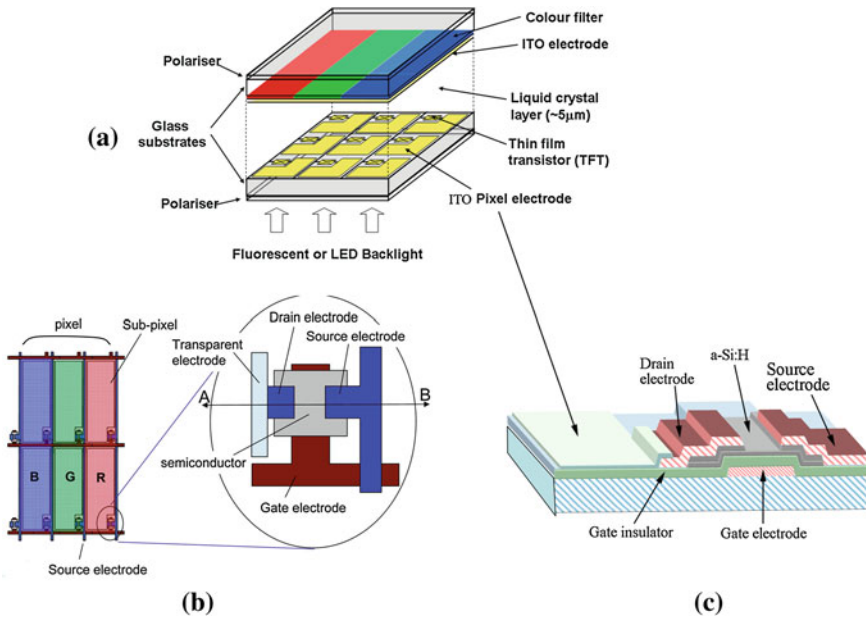 Colour filter
ITO electrode
Polariser
Liquid crystal
layer (~5μm)
Glass
substrates
(a)
Thin film
transistor (TFT)
Polariser
ITO Pixel electrode
Fluorescent or LED Backlight
pixel
Sub-pixel
Drain electrode
Source electrode
Transparent
electrode
A
B
semiconductor
Gate electrode
B
G
R
Source electrode
(b)
a-Si:H
Drain
electrode
Source
electrode
Gate insulator
Gate electrode
(c)